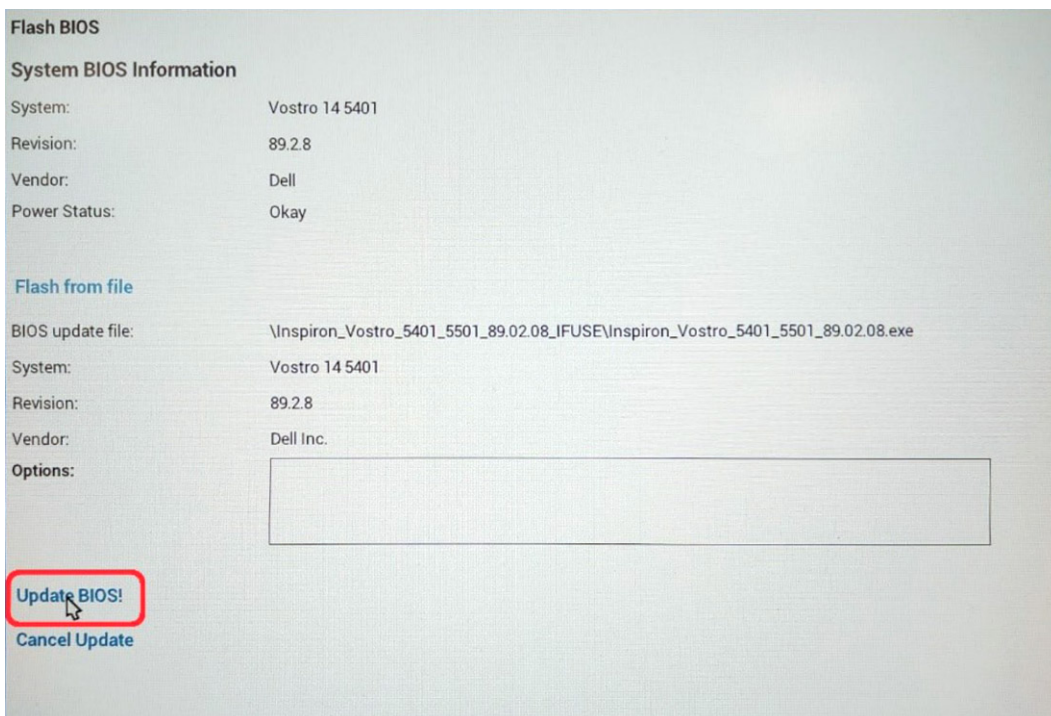 Flash BIOS
System BIOS Information
System: Vostro 14 5401
Revision: 89.2.8
Vendor: Dell
Power Status: Okay
Flash from file
BIOS update file: \Inspiron_Vostro_5401_5501_89.02.08_IFUSE\Inspiron_Vostro_5401_5501_89.02.08.exe
System: Vostro 14 5401
Revision: 89.2.8
Vendor: Dell Inc.
Options:
Update BIOS!
Cancel Update